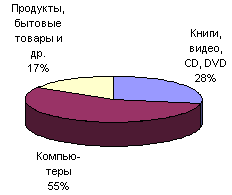 Продукты,
бытовые
товары и
др.
17%
Книги,
видео,
CD, DVD
28%
Компью-
теры
55%